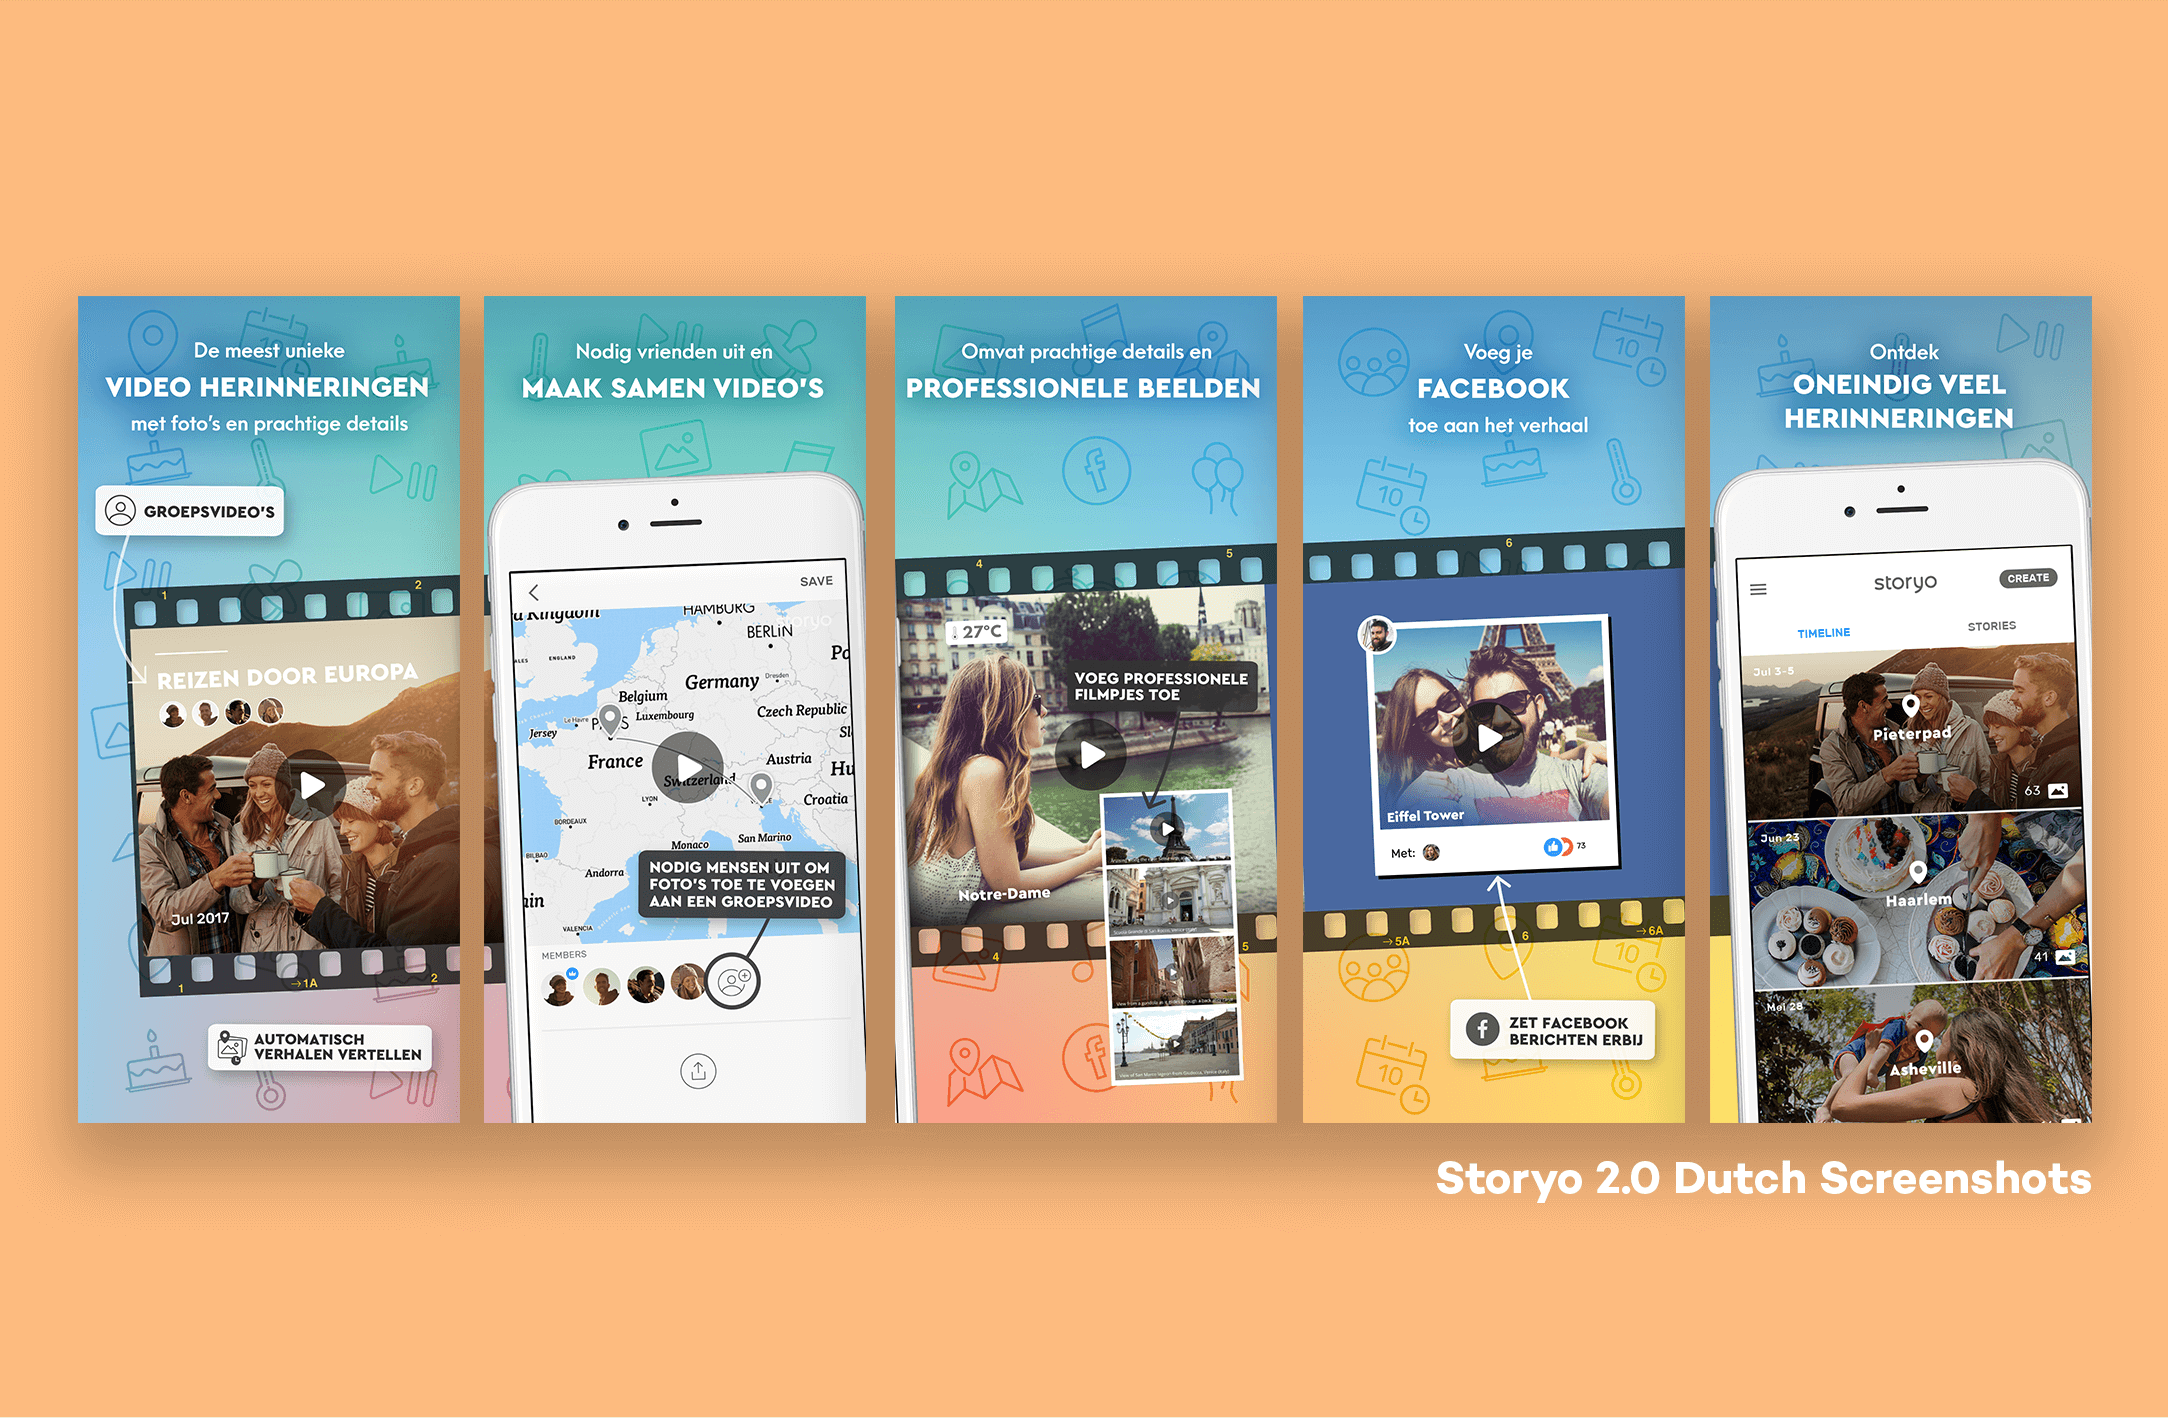 De meest unieke
VIDEO HERINNERINGEN
met foto's en prachtige details
GROEPSVIDEO'S
1
2
REIZEN DOOR EUROPA
Jul 2017
1
→1A
2
AUTOMATISCH
VERHALEN VERTELLEN
Nodig vrienden uit en
MAAK SAMEN VIDEO'S
SAVE
d Kingdom
HAMBURG
storyo
BERLIN
ALES
ENGLAND
Po
Germany
Dresden
Belgium
Le Havre
PARIS
Luxembourg
Czech Republic
Jersey
Sl
France
Switzerland
Austria
Hu
LYON
Croatia
BORDEAUX
San Marino
Monaco
BILBAO
Andorra
NODIG MENSEN UIT OM
FOTO'S TOE TE VOEGEN
AAN EEN GROEPSVIDEO
ain
VALENCIA
MEMBERS
Omvat prachtige details en
PROFESSIONELE BEELDEN
4
5
27°C
VOEG PROFESSIONELE
FILMPJES TOE
Notre-Dame
4
5
Voeg je
FACEBOOK
toe aan het verhaal
10
10
6
Eiffel Tower
Met:
73
→5A
6
→6A
10
10
ZET FACEBOOK
BERICHTEN ERBIJ
Ontdek
ONEINDIG VEEL
HERINNERINGEN
storyo
CREATE
TIMELINE
STORIES
Jul 3-5
Pieterpad
63
Jun 23
Haarlem
41
Mei 28
Asheville
Storyo 2.0 Dutch Screenshots